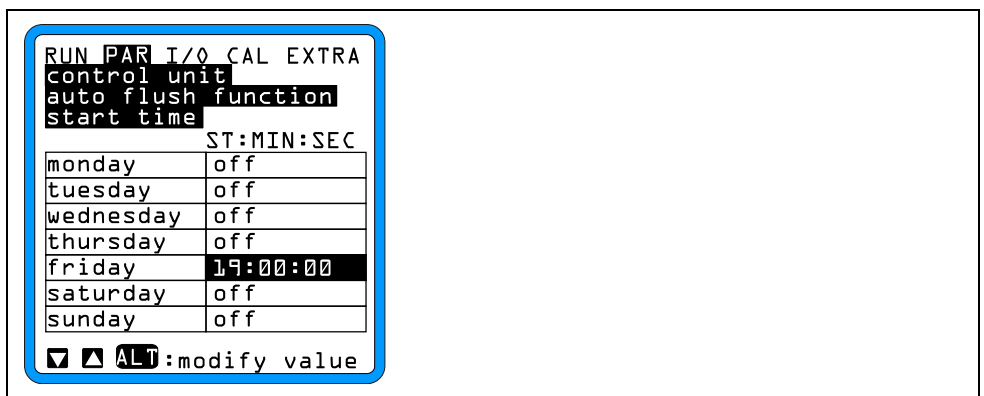 RUN PAR I/O CAL EXTRA
control unit
auto flush function
start time
ST:MIN:SEC
monday off
tuesday off
wednesday off
thursday off
friday 19:00:00
saturday off
sunday off
▼ ▲ ALT:modify value